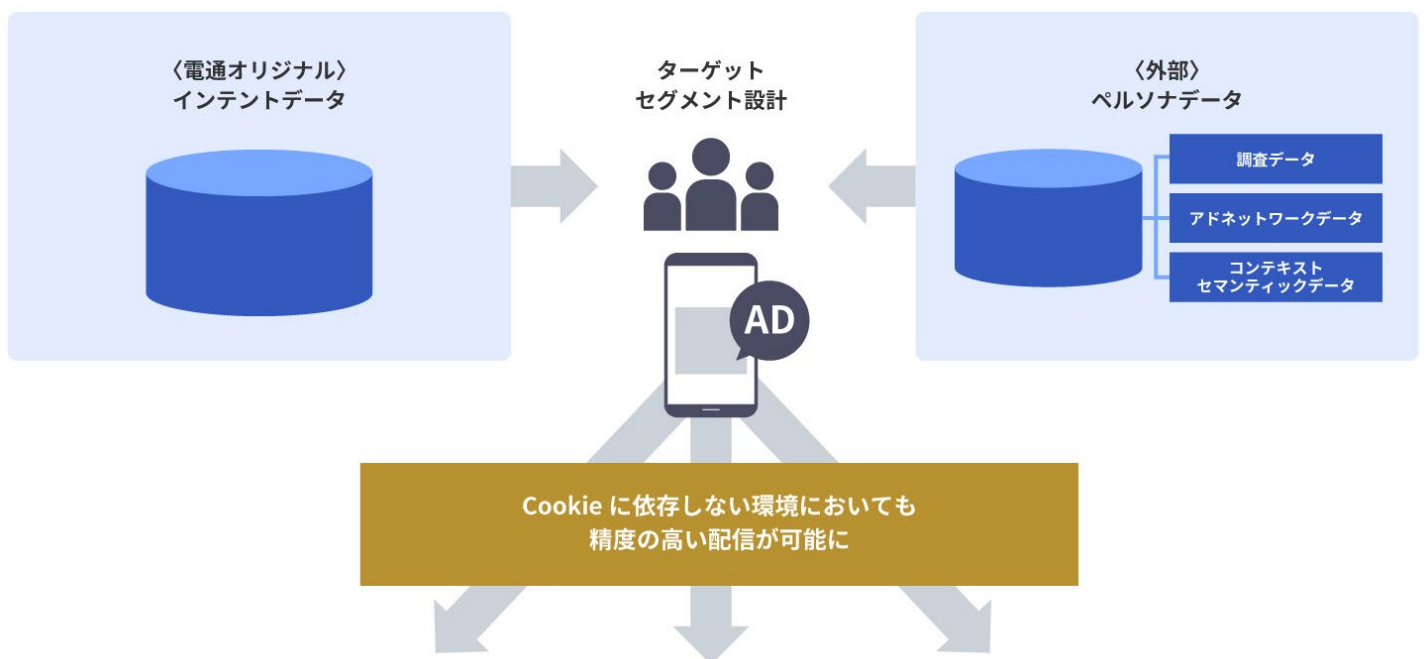 〈電通オリジナル〉
インテントデータ
ターゲット
セグメント設計
〈外部〉
ペルソナデータ
調査データ
アドネットワークデータ
コンテキスト
セマンティックデータ
AD
Cookie に依存しない環境においても
精度の高い配信が可能に